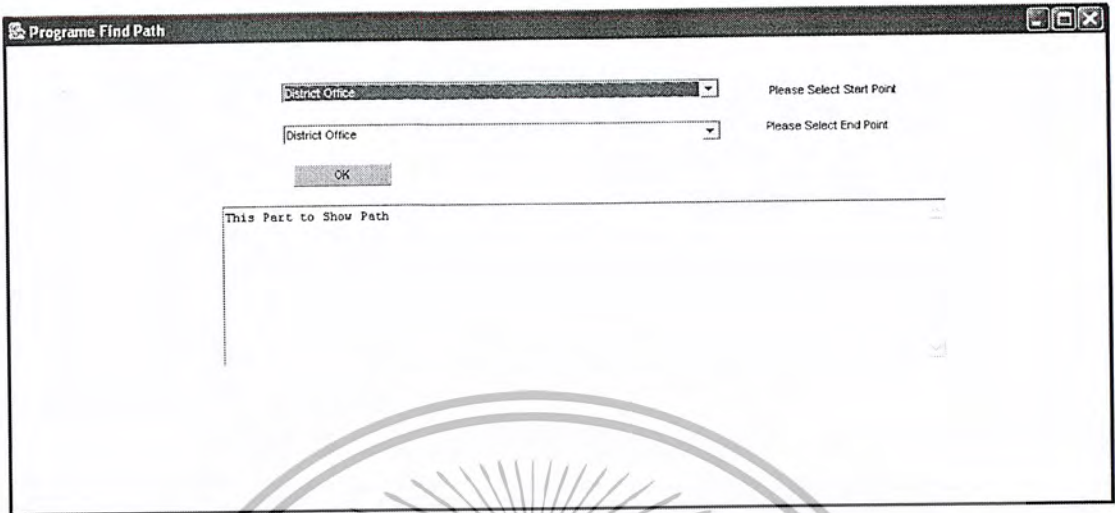 Programe Find Path
District Office
Please Select Start Point
District Office
Please Select End Point
OK
This Part to Show Path